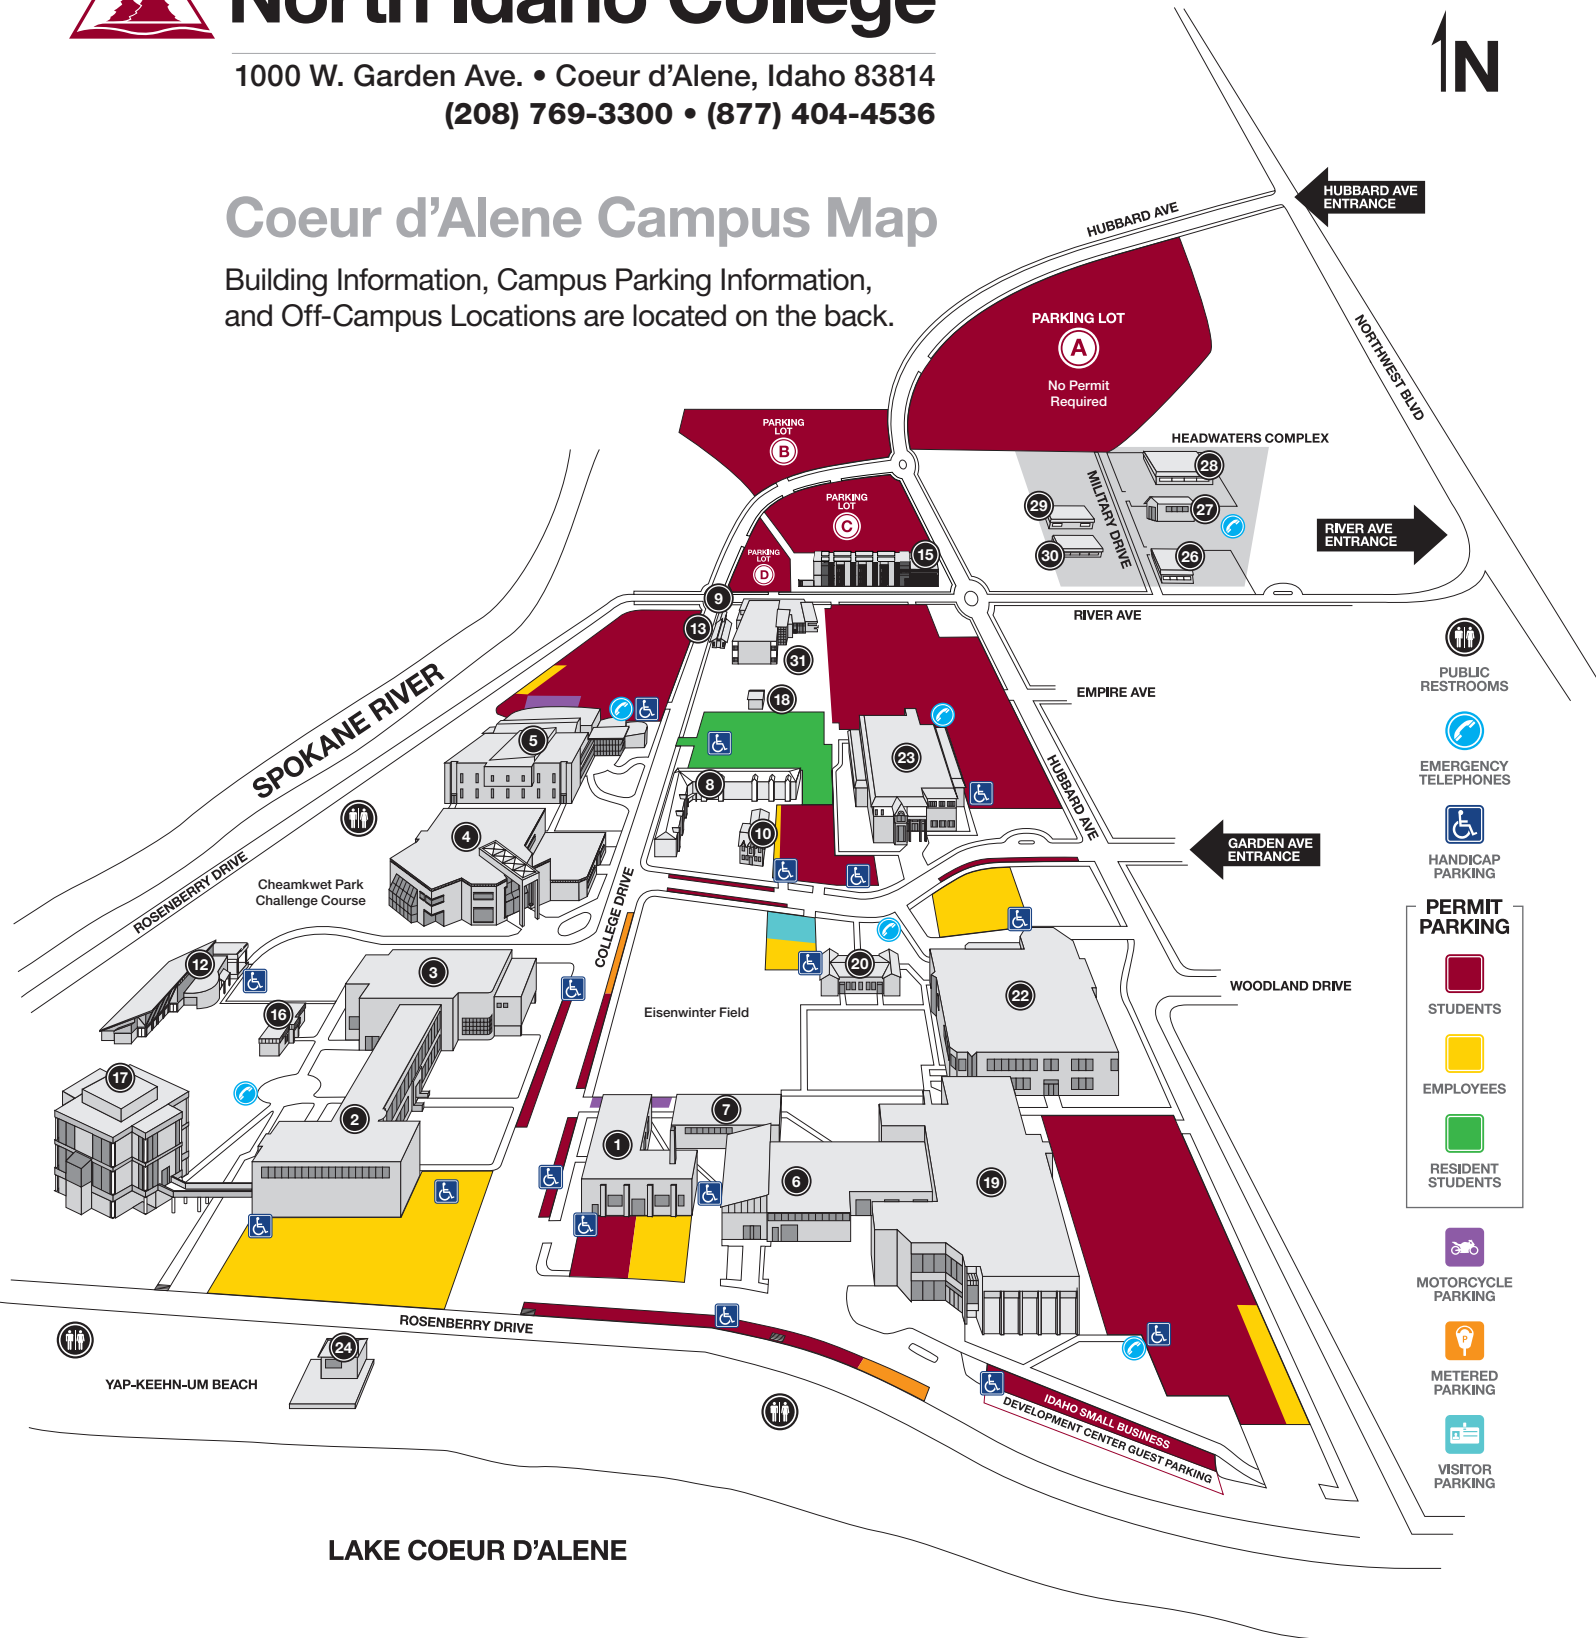 North Idaho College
1000 W. Garden Ave. • Coeur d'Alene, Idaho 83814
(208) 769-3300 • (877) 404-4536
N
Coeur d'Alene Campus Map
Building Information, Campus Parking Information,
and Off-Campus Locations are located on the back.
HUBBARD AVE
ENTRANCE
HUBBARD AVE
PARKING LOT
A
No Permit
Required
NORTHWEST BLVD
PARKING
LOT
B
HEADWATERS COMPLEX
28
27
29
30
26
MILITARY DRIVE
PARKING
LOT
C
PARKING
LOT
D
15
RIVER AVE
ENTRANCE
9
13
31
RIVER AVE
SPOKANE RIVER
18
EMPIRE AVE
5
23
8
HUBBARD AVE
4
10
GARDEN AVE
ENTRANCE
ROSENBERRY DRIVE
Cheamkwet Park
Challenge Course
COLLEGE DRIVE
12
3
20
22
WOODLAND DRIVE
16
Eisenwinter Field
17
2
7
1
6
19
ROSENBERRY DRIVE
24
YAP-KEEHN-UM BEACH
IDAHO SMALL BUSINESS
DEVELOPMENT CENTER GUEST PARKING
LAKE COEUR D'ALENE
PUBLIC
RESTROOMS
EMERGENCY
TELEPHONES
HANDICAP
PARKING
PERMIT
PARKING
STUDENTS
EMPLOYEES
RESIDENT
STUDENTS
MOTORCYCLE
PARKING
P
METERED
PARKING
VISITOR
PARKING